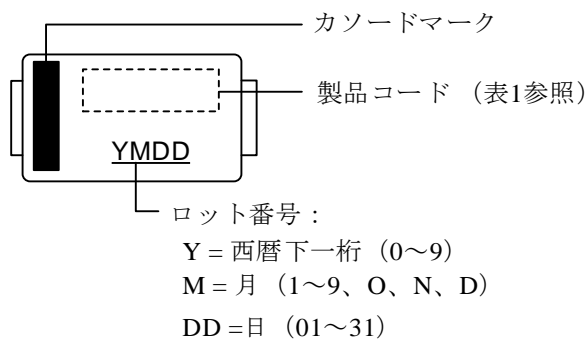 カソードマーク
製品コード （表1参照）
YMDD
ロット番号：
Y = 西暦下一桁（0～9）
M = 月（1～9、O、N、D）
DD =日（01～31）